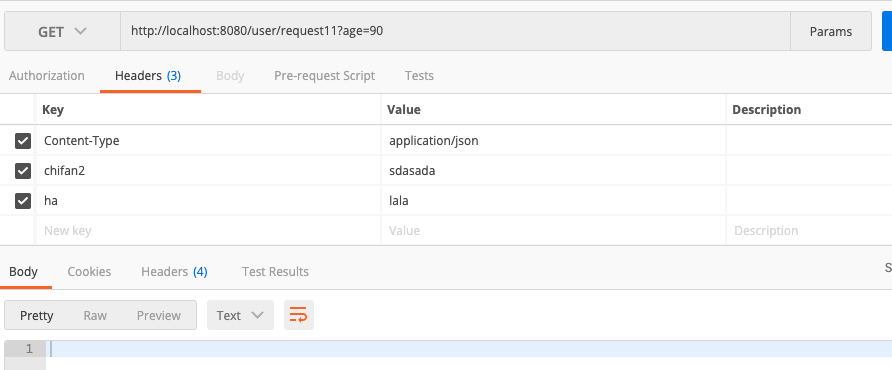 GET http://localhost:8080/user/request11?age=90 Params
Authorization Headers (3) Body Pre-request Script Tests
Key Value Description
Content-Type application/json
chifan2 sdasada
ha lala
New key Value Description
Body Cookies Headers (4) Test Results S
Pretty Raw Preview Text
1